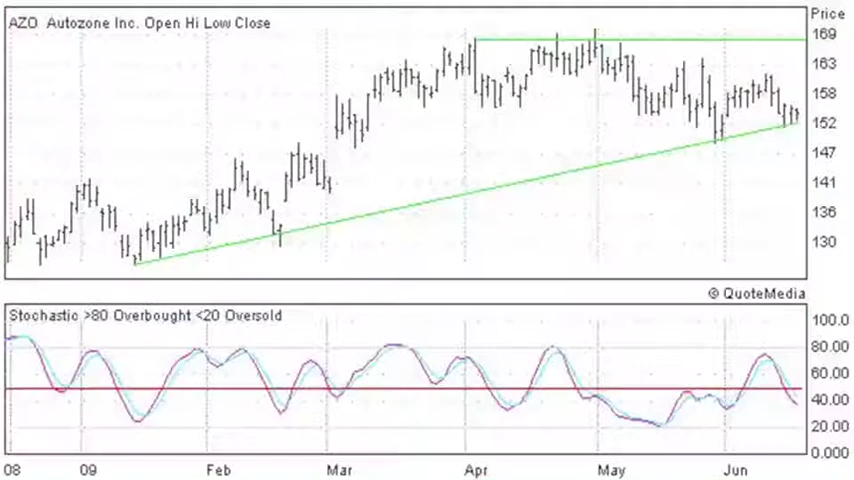 AZO Autozone Inc. Open Hi Low Close
Price
169
163
158
152
147
141
136
130
© QuoteMedia
Stochastic >80 Overbought <20 Oversold
100.0
80.00
60.00
40.00
20.00
0.000
08 09 Feb Mar Apr May Jun